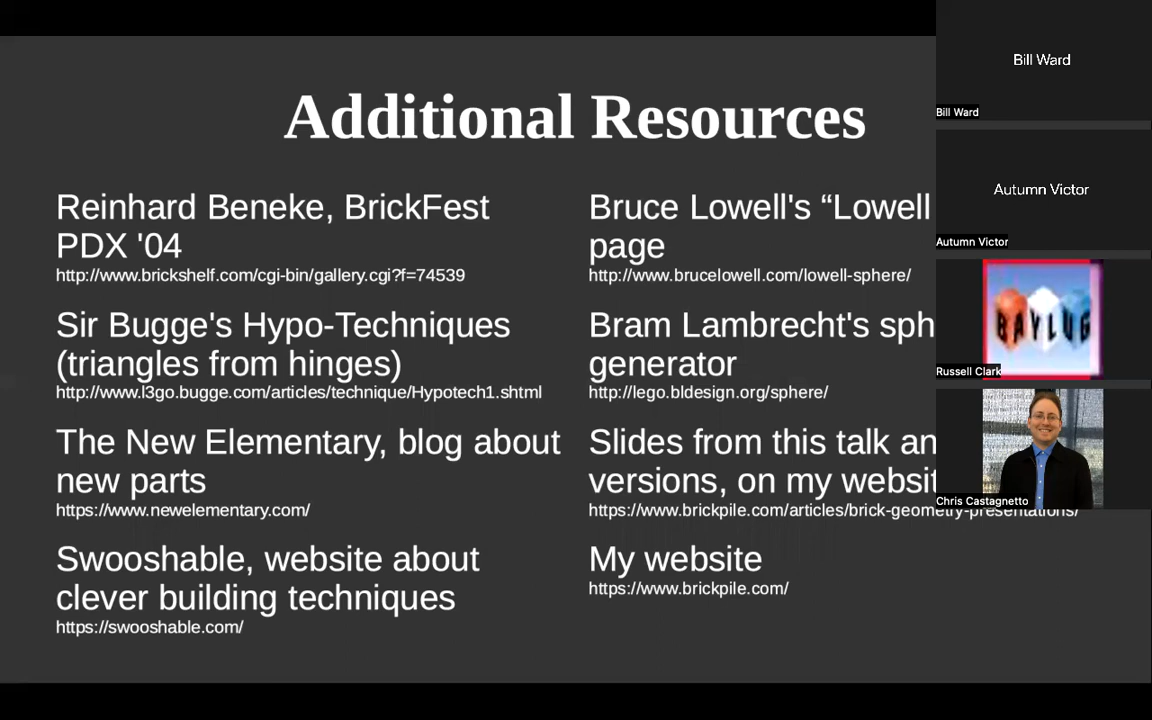 Additional Resources
Reinhard Beneke, BrickFest
PDX '04
http://www.brickshelf.com/cgi-bin/gallery.cgi?f=74539
Sir Bugge's Hypo-Techniques
(triangles from hinges)
http://www.l3go.bugge.com/articles/technique/Hypotech1.shtml
The New Elementary, blog about
new parts
https://www.newelementary.com/
Swooshable, website about
clever building techniques
https://swooshable.com/
Bruce Lowell's “Lowell
page
http://www.brucelowell.com/lowell-sphere/
Bram Lambrecht's sph
generator
http://lego.bldesign.org/sphere/
Slides from this talk an
versions, on my websit
https://www.brickpile.com/articles/brick-geometry-presentations/
My website
https://www.brickpile.com/
Bill Ward
Bill Ward
Autumn Victor
Autumn Victor
BAYLUG
Russell Clark
Chris Castagnetto